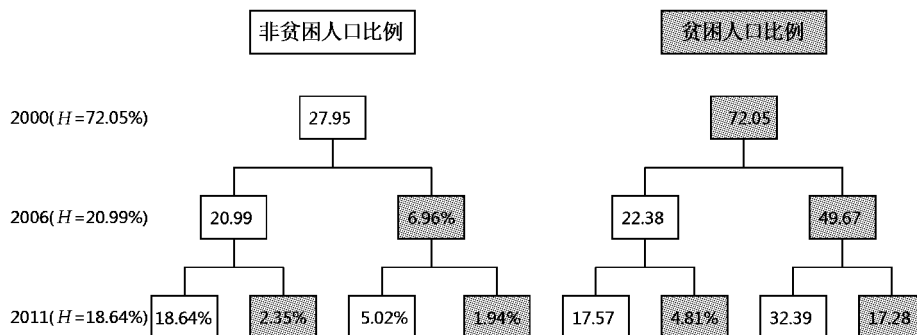 非贫困人口比例 贫困人口比例
2000(H=72.05%) 27.95 72.05
2006(H=20.99%) 20.99 6.96% 22.38 49.67
2011(H=18.64%) 18.64% 2.35% 5.02% 1.94% 17.57 4.81% 32.39 17.28